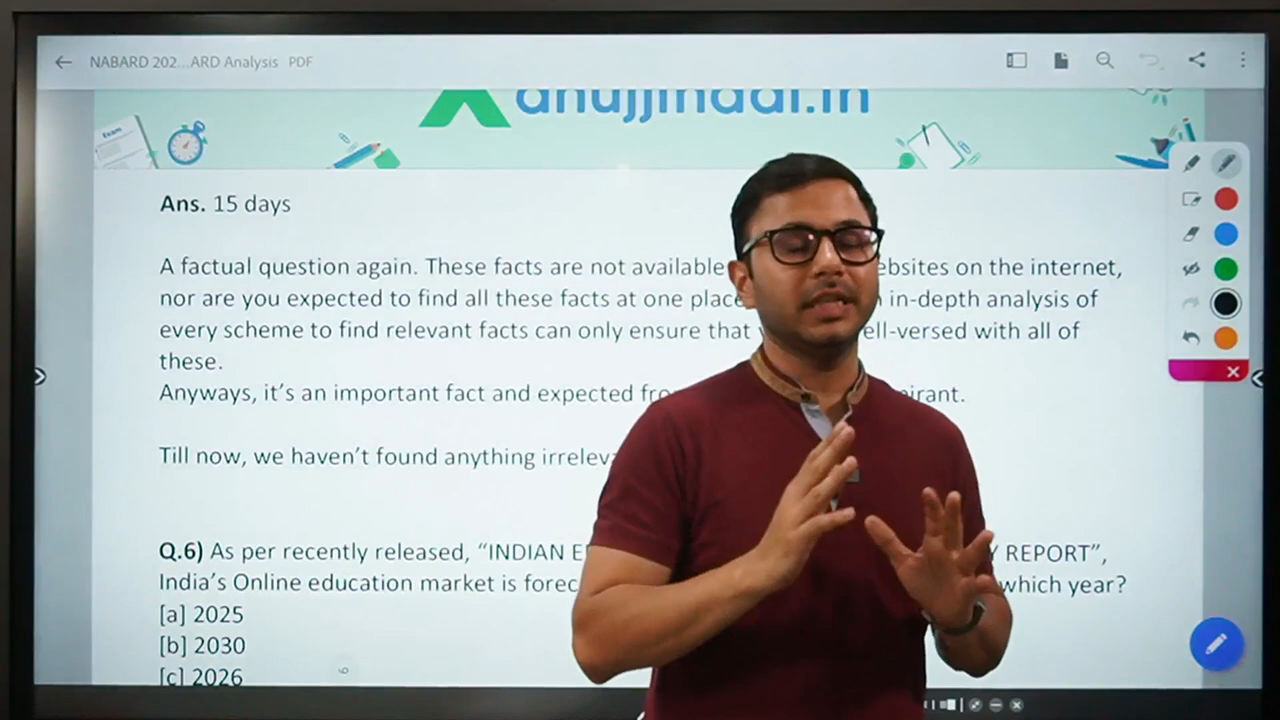 NABARD 202...ARD Analysis PDF
anujjindal.in
Exam
Ans. 15 days
A factual question again. These facts are not available ebsites on the internet,
nor are you expected to find all these facts at one place in-depth analysis of
every scheme to find relevant facts can only ensure that ell-versed with all of
these.
Anyways, it's an important fact and expected fro irant.
Till now, we haven't found anything irreleva
Q.6) As per recently released, "INDIAN E Y REPORT",
India's Online education market is forec which year?
[a] 2025
[b] 2030
[c] 2026